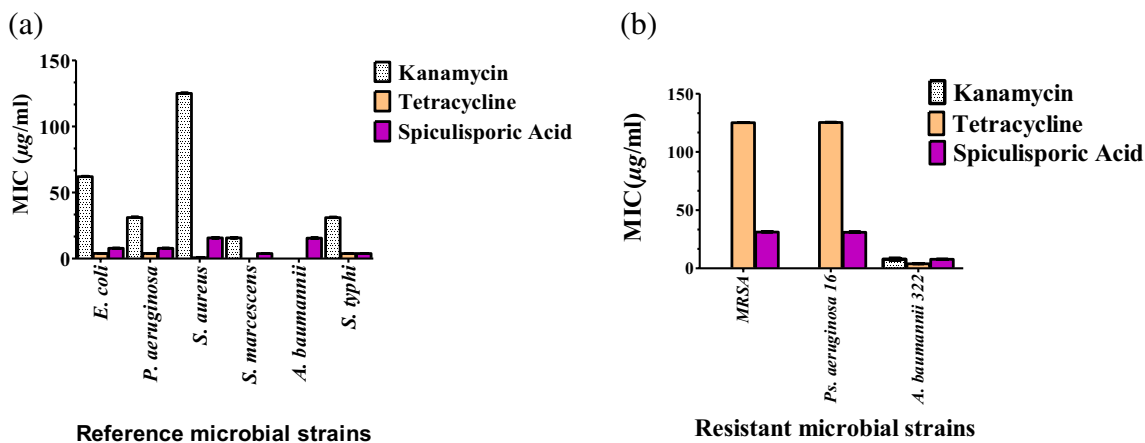 (a)
MIC (µg/ml)
150
100
50
0
Kanamycin
Tetracycline
Spiculisporic Acid
E. coli
P. aeruginosa
S. aureus
S. marcescens
A. baumannii
S. typhi
Reference microbial strains
(b)
MIC(µg/ml)
150
100
50
0
Kanamycin
Tetracycline
Spiculisporic Acid
MRSA
Ps. aeruginosa 16
A. baumannii 322
Resistant microbial strains